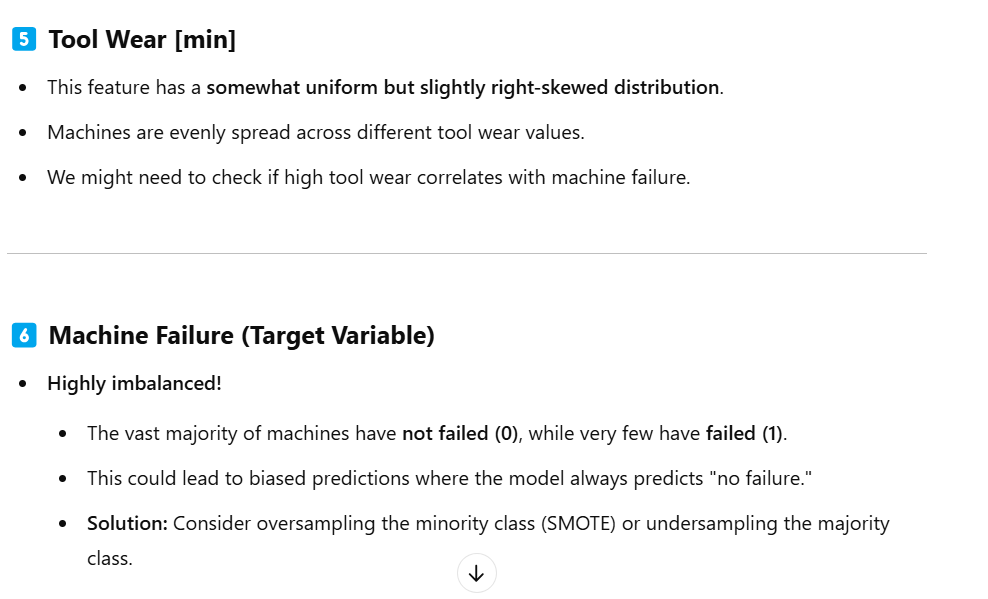 5 Tool Wear [min]
• This feature has a somewhat uniform but slightly right-skewed distribution.
• Machines are evenly spread across different tool wear values.
• We might need to check if high tool wear correlates with machine failure.
6 Machine Failure (Target Variable)
• Highly imbalanced!
• The vast majority of machines have not failed (0), while very few have failed (1).
• This could lead to biased predictions where the model always predicts "no failure."
• Solution: Consider oversampling the minority class (SMOTE) or undersampling the majority
class.